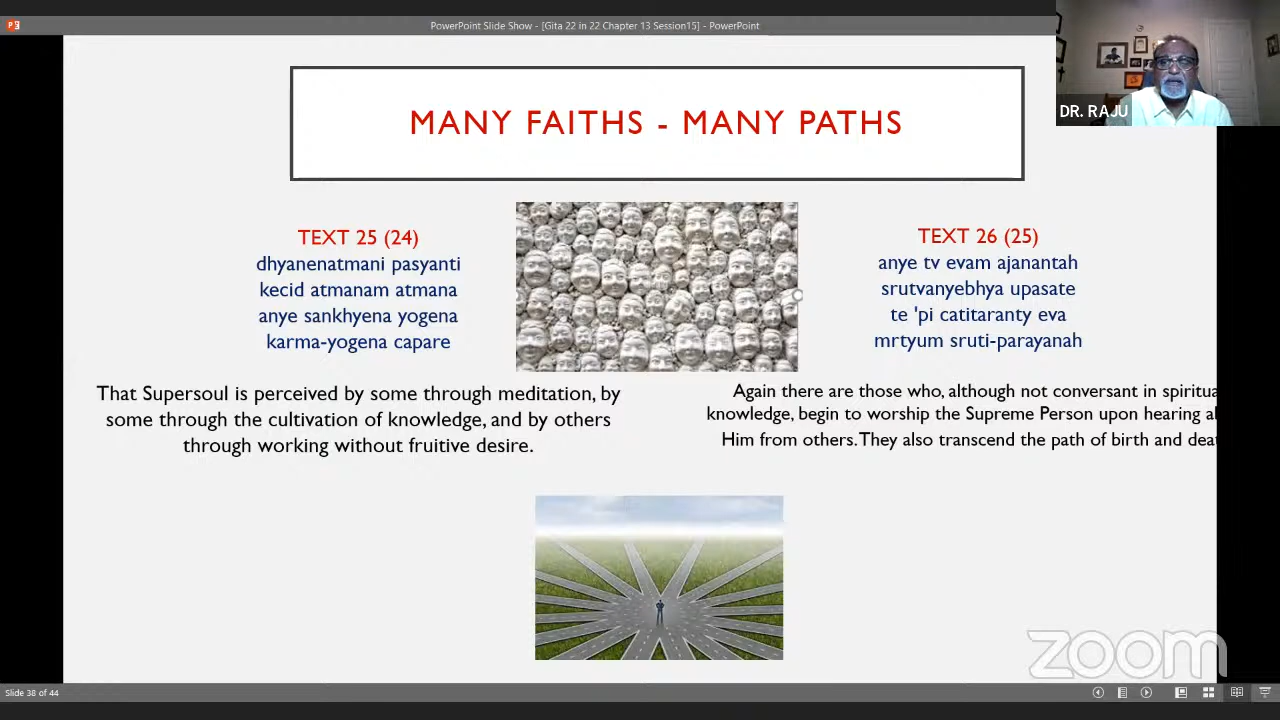 PowerPoint Slide Show - [Gita 22 in 22 Chapter 13 Session15] - PowerPoint
DR. RAJU
MANY FAITHS - MANY PATHS
TEXT 25 (24)
dhyanenatmani pasyanti
kecid atmanam atmana
anye sankhyena yogena
karma-yogena capare
That Supersoul is perceived by some through meditation, by
some through the cultivation of knowledge, and by others
through working without fruitive desire.
TEXT 26 (25)
anye tv evam ajanantah
srutvanyebhya upasate
te 'pi catitaranty eva
mrtyum sruti-parayanah
Again there are those who, although not conversant in
knowledge, begin to worship the Supreme Person upon hearing
Him from others. They also transcend the path of birth and
zoom
Slide 38 of 44